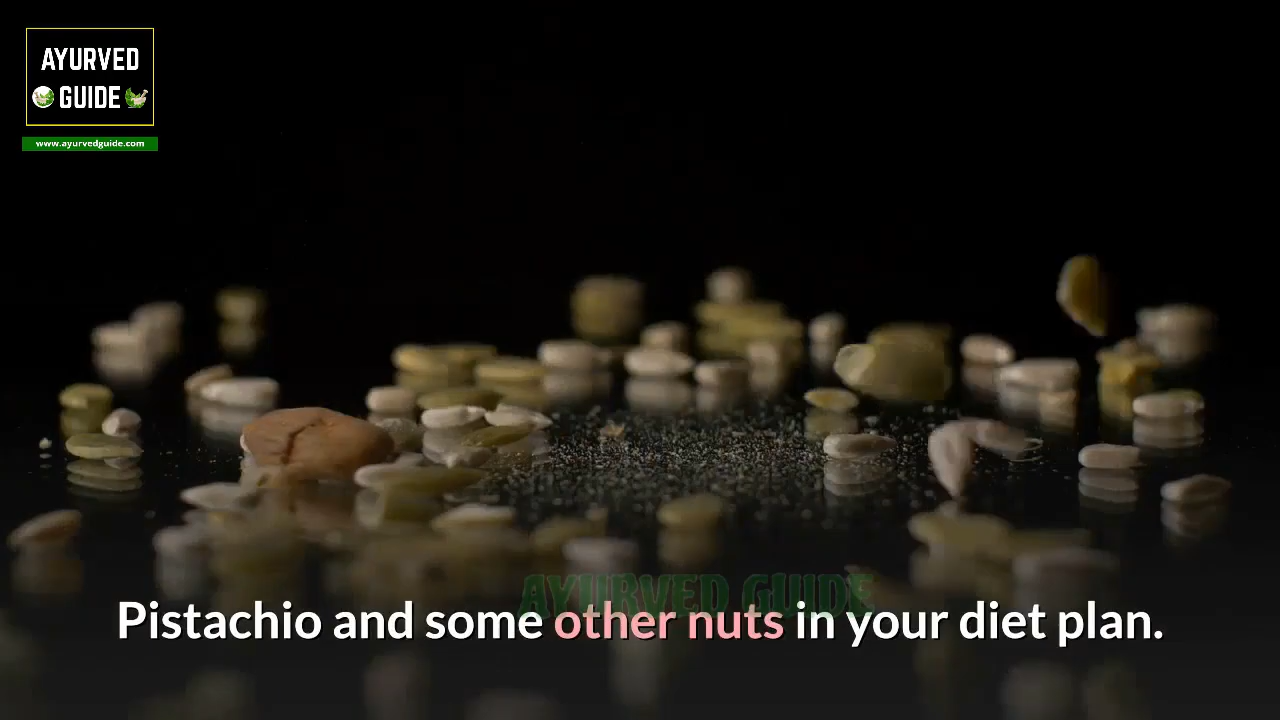 AYURVED
GUIDE
www.ayurvedguide.com
AYURVED GUIDE
Pistachio and some other nuts in your diet plan.